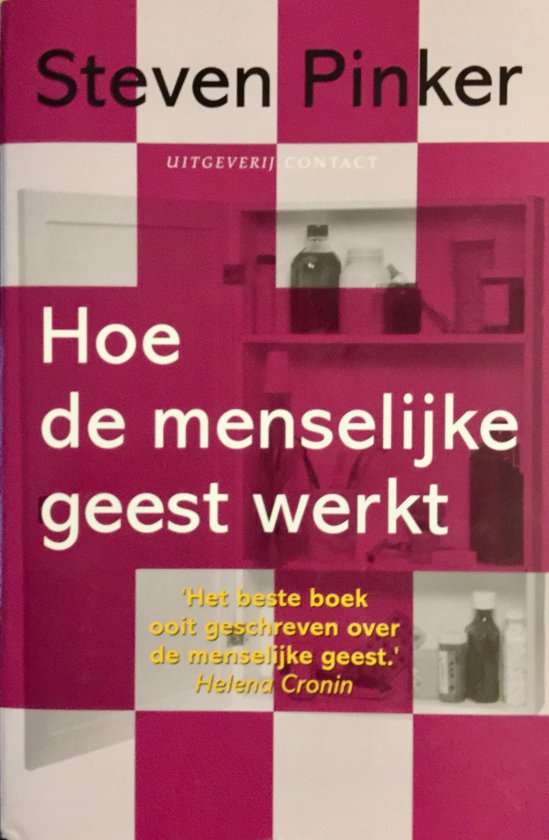 Steven Pinker
UITGEVERIJ CONTACT
Hoe
de menselijke
geest werkt
'Het beste boek
ooit geschreven over
de menselijke geest.'
Helena Cronin